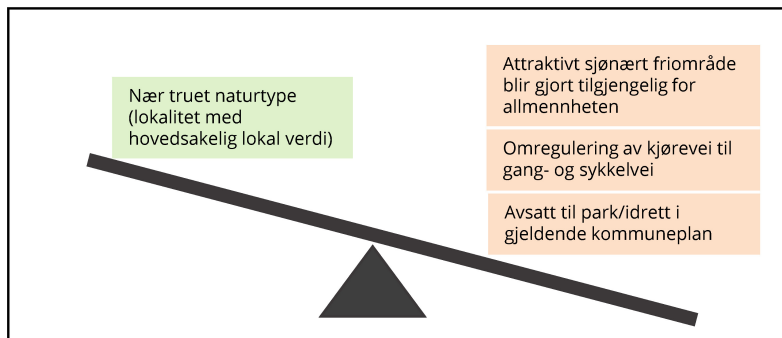 Nær truet naturtype
(lokalitet med
hovedsakelig lokal verdi)
Attraktivt sjønært friområde
blir gjort tilgjengelig for
allmennheten
Omregulering av kjørevei til
gang- og sykkelvei
Avsatt til park/idrett i
gjeldende kommuneplan